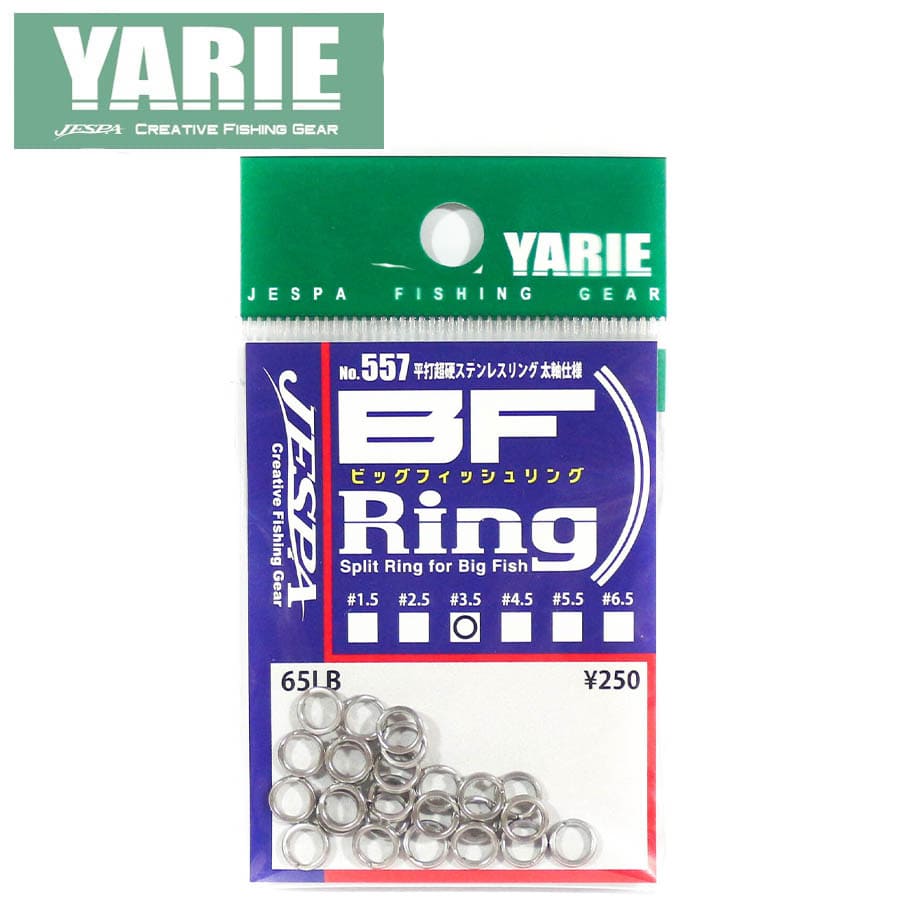 YARIE
JESPA CREATIVE FISHING GEAR
YARIE
JESPA FISHING GEAR
No.557 平打超硬ステンレスリング 太軸仕様
BF
ビッグフィッシュリング
Ring
Split Ring for Big Fish
JESPA
Creative Fishing Gear
#1.5 #2.5 #3.5 #4.5 #5.5 #6.5
65LB ¥250